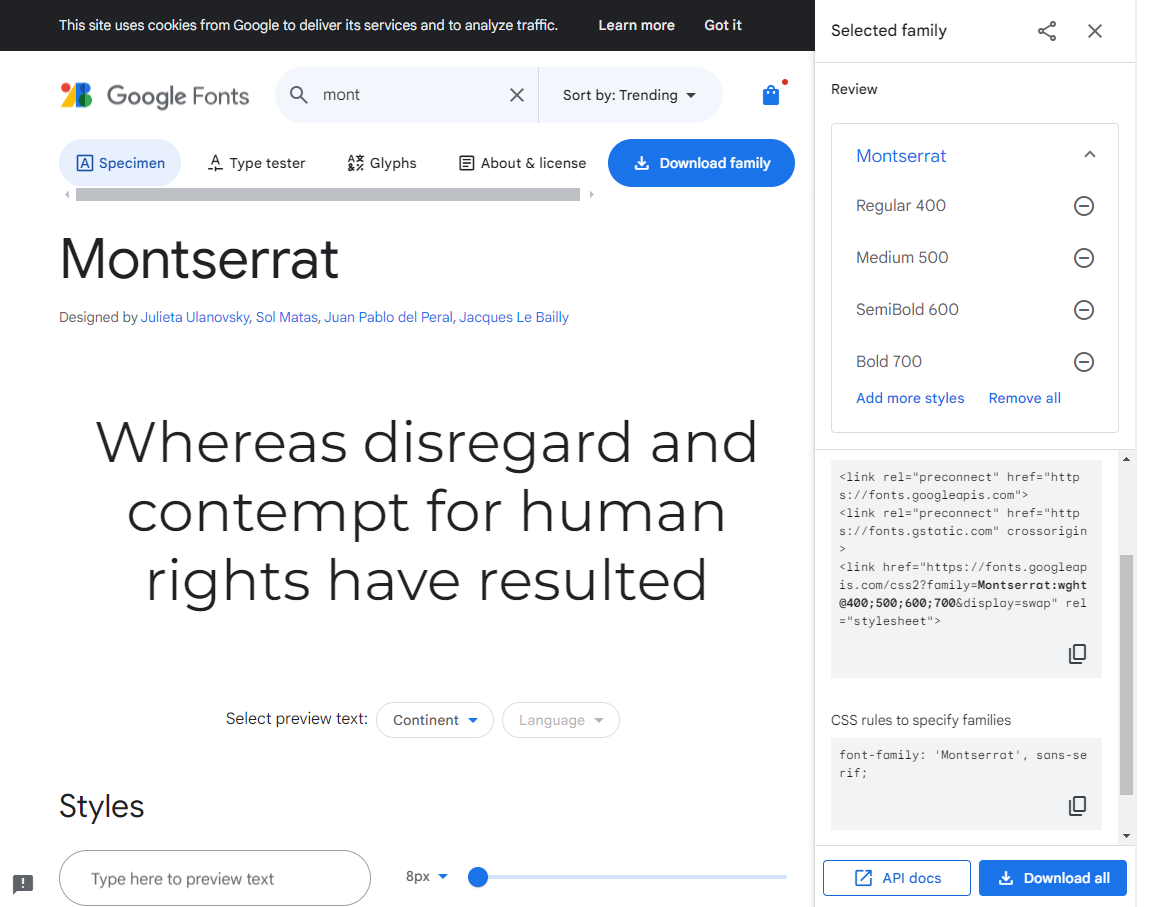 This site uses cookies from Google to deliver its services and to analyze traffic. Learn more Got it
Google Fonts
mont
Sort by: Trending
Specimen
Type tester
Glyphs
About & license
Download family
Montserrat
Designed by Julieta Ulanovsky, Sol Matas, Juan Pablo del Peral, Jacques Le Bailly
Whereas disregard and
contempt for human
rights have resulted
Select preview text: Continent Language
Styles
Type here to preview text
8px
Selected family
Review
Montserrat
Regular 400
Medium 500
SemiBold 600
Bold 700
Add more styles Remove all
<link rel="preconnect" href="http
s://fonts.googleapis.com">
<link rel="preconnect" href="http
s://fonts.gstatic.com" crossorigin
>
<link href="https://fonts.googleap
is.com/css2?family=Montserrat:wght
@400;500;600;700&display=swap" rel
="stylesheet">
CSS rules to specify families
font-family: 'Montserrat', sans-se
rif;
API docs
Download all